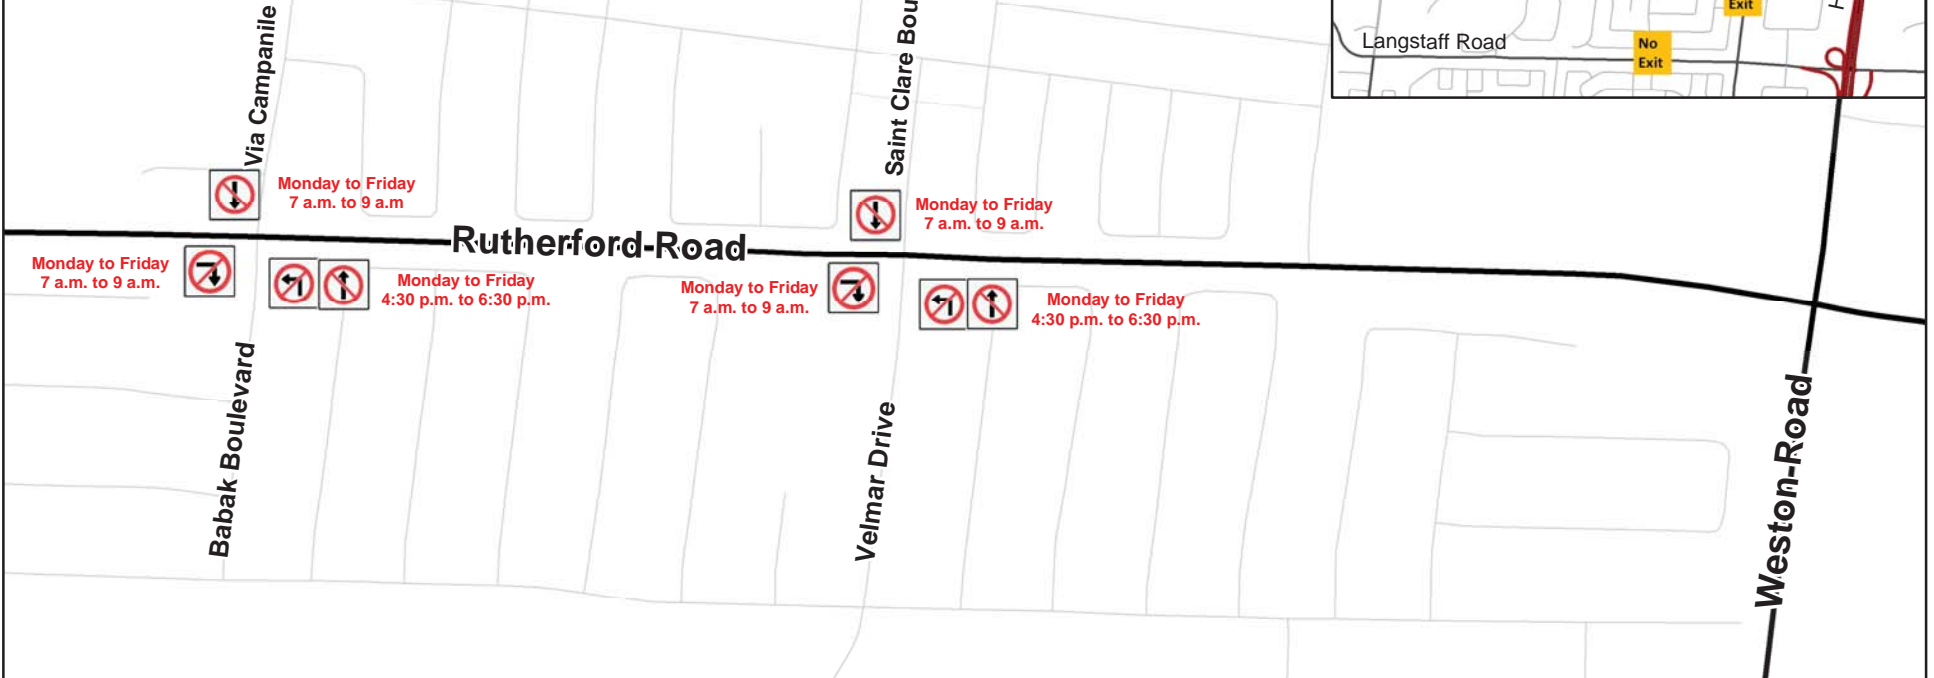 Exit
H
Langstaff Road
No
Exit
Via Campanile
Saint Clare Bou
Monday to Friday
7 a.m. to 9 a.m
Monday to Friday
7 a.m. to 9 a.m.
Rutherford-Road
Monday to Friday
7 a.m. to 9 a.m.
Monday to Friday
4:30 p.m. to 6:30 p.m.
Monday to Friday
7 a.m. to 9 a.m.
Monday to Friday
4:30 p.m. to 6:30 p.m.
Babak Boulevard
Velmar Drive
Weston-Road